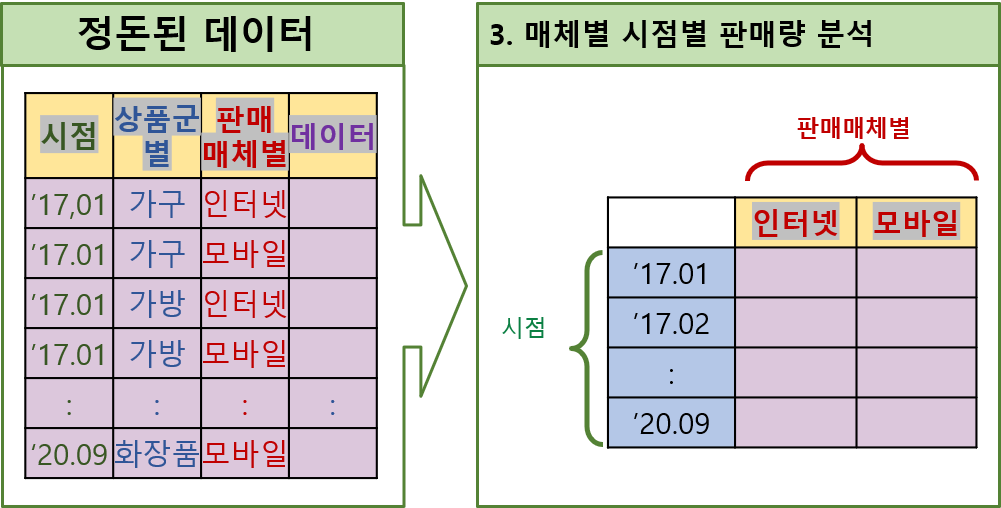 정돈된 데이터
시점 상품군별 판매매체별 데이터
’17,01 가구 인터넷
’17.01 가구 모바일
’17.01 가방 인터넷
’17.01 가방 모바일
: : : :
‘20.09 화장품 모바일
3. 매체별 시점별 판매량 분석
판매매체별
인터넷 모바일
시점
’17.01
’17.02
:
’20.09